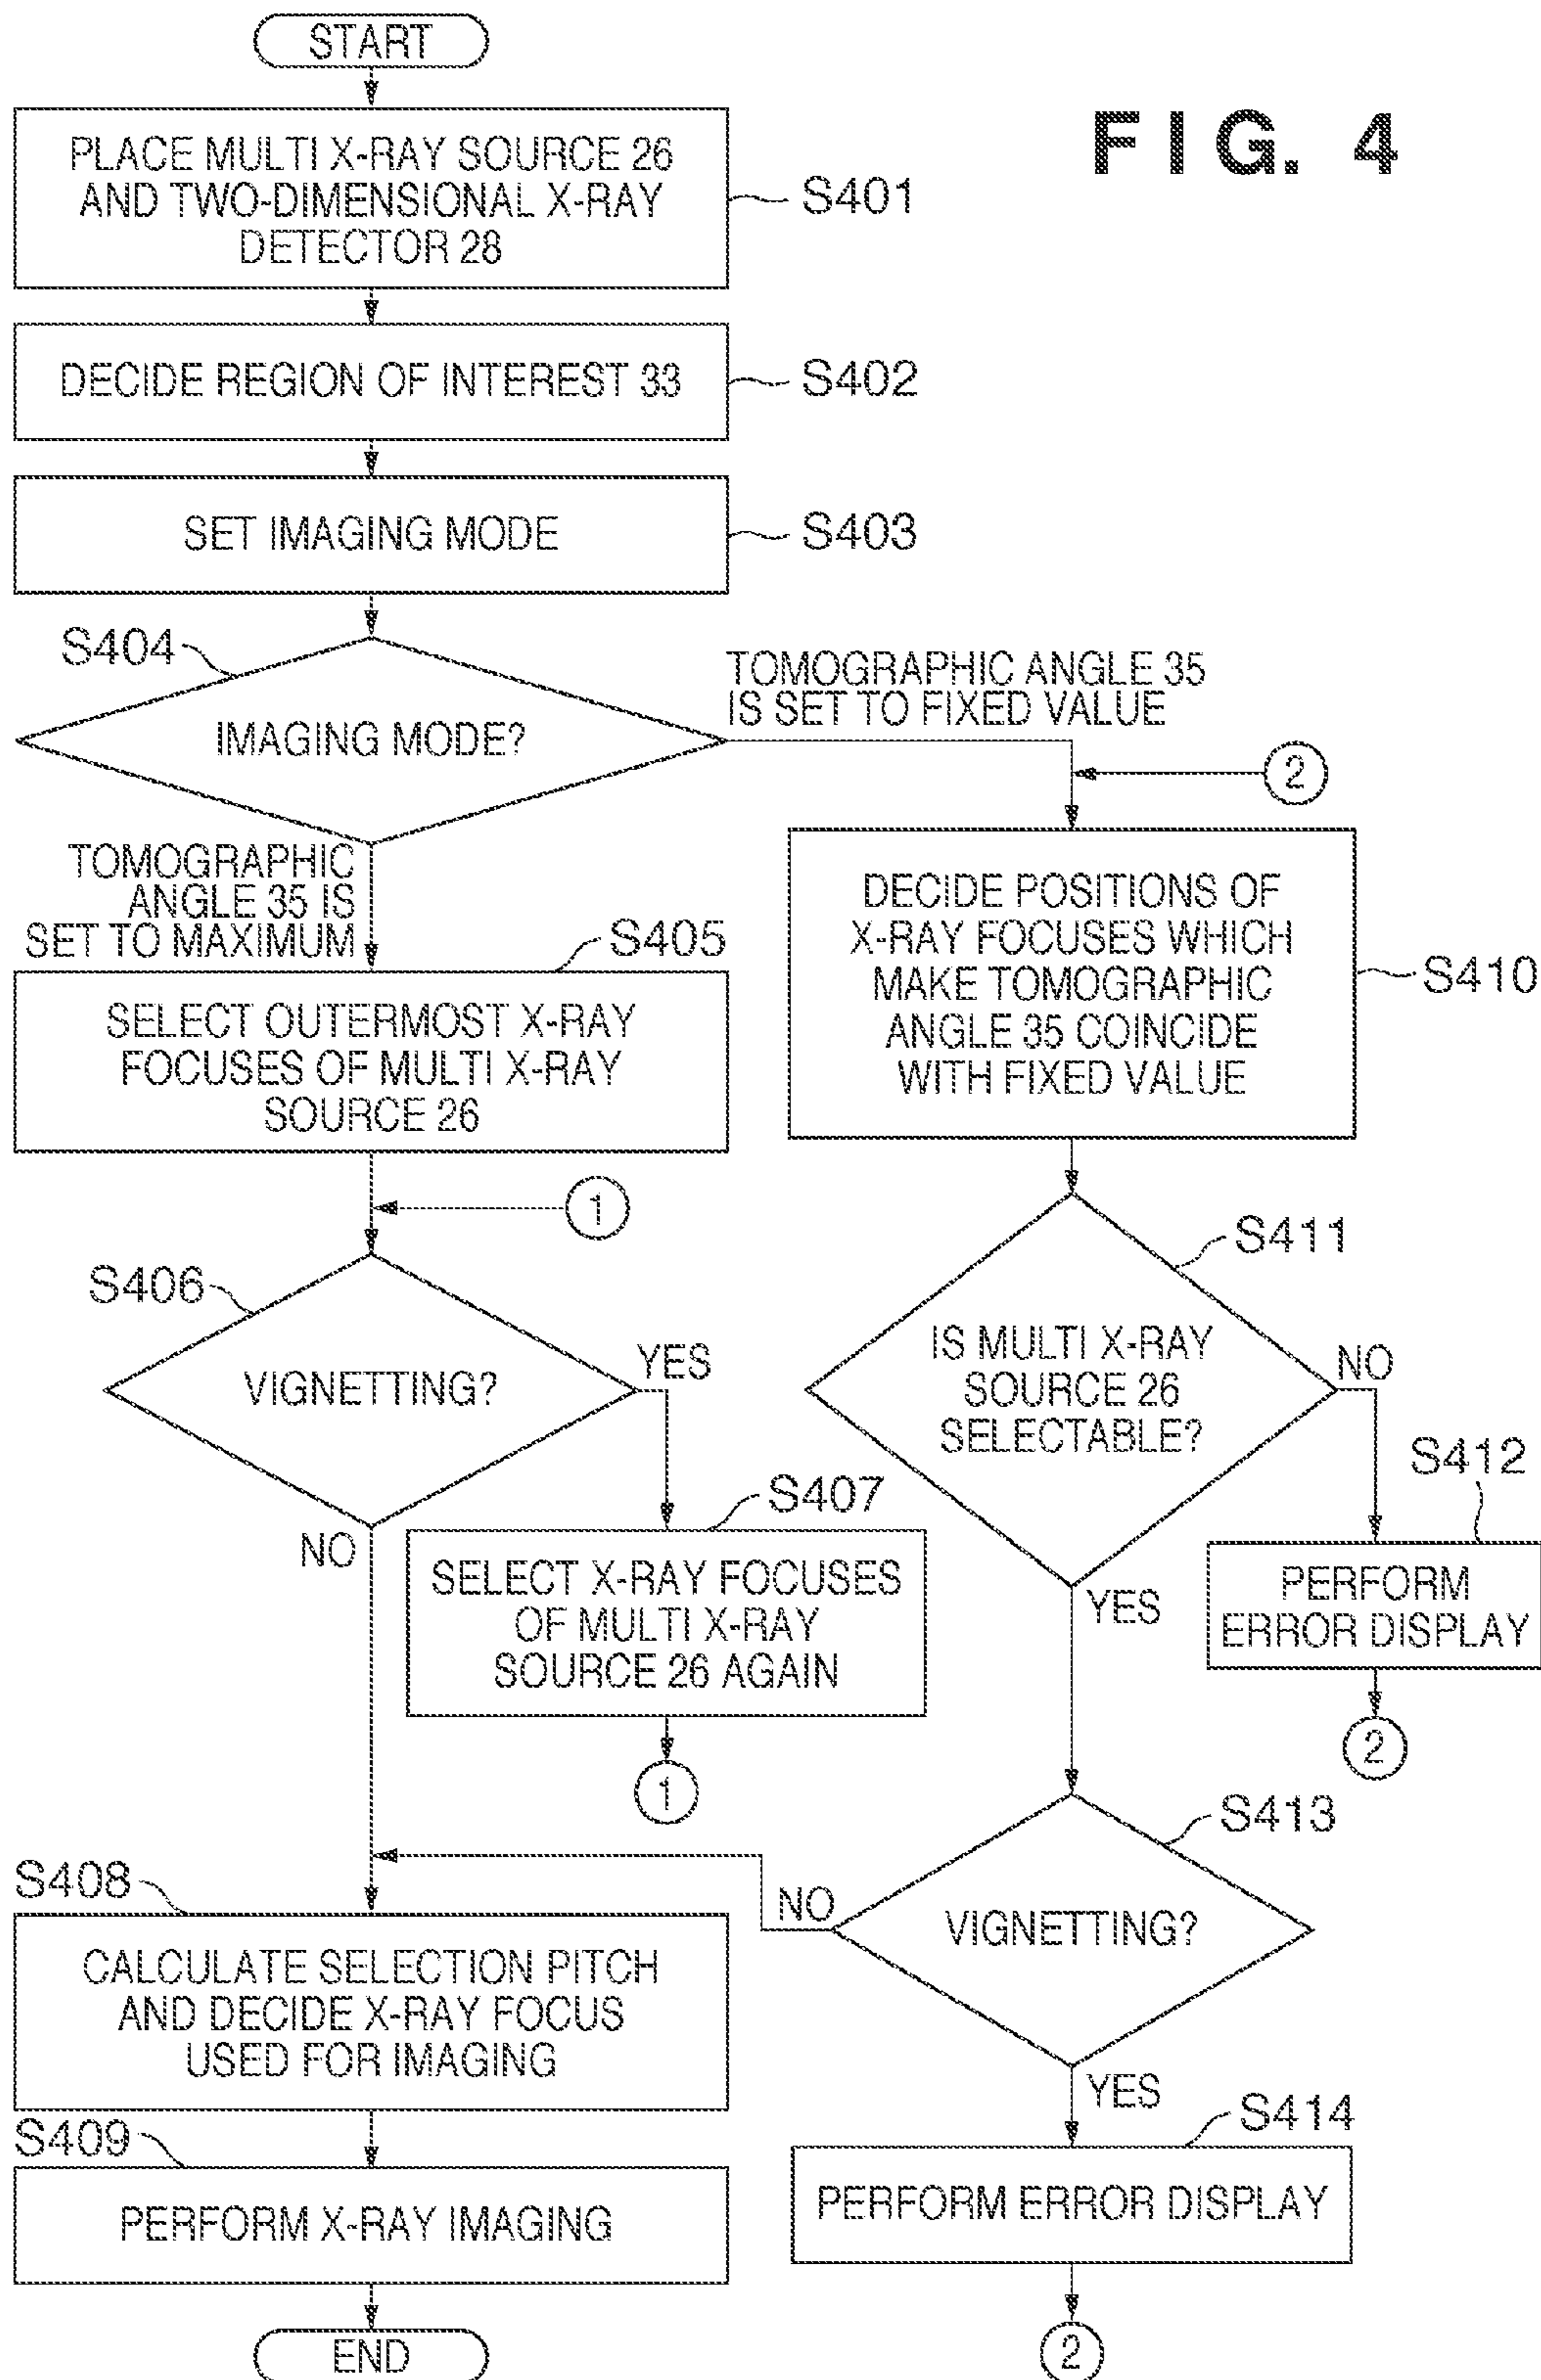 START
FIG. 4
PLACE MULTI X-RAY SOURCE 26
AND TWO-DIMENSIONAL X-RAY
DETECTOR 28
S401
DECIDE REGION OF INTEREST 33
S402
SET IMAGING MODE
S403
S404
IMAGING MODE?
TOMOGRAPHIC ANGLE 35
IS SET TO FIXED VALUE
2
TOMOGRAPHIC
ANGLE 35 IS
SET TO MAXIMUM
S405
SELECT OUTERMOST X-RAY
FOCUSES OF MULTI X-RAY
SOURCE 26
DECIDE POSITIONS OF
X-RAY FOCUSES WHICH
MAKE TOMOGRAPHIC
ANGLE 35 COINCIDE
WITH FIXED VALUE
S410
1
S406
VIGNETTING?
YES
NO
S407
SELECT X-RAY FOCUSES
OF MULTI X-RAY
SOURCE 26 AGAIN
1
S411
IS MULTI X-RAY
SOURCE 26
SELECTABLE?
NO
YES
S412
PERFORM
ERROR DISPLAY
2
S413
VIGNETTING?
NO
YES
S408
CALCULATE SELECTION PITCH
AND DECIDE X-RAY FOCUS
USED FOR IMAGING
S409
PERFORM X-RAY IMAGING
END
S414
PERFORM ERROR DISPLAY
2